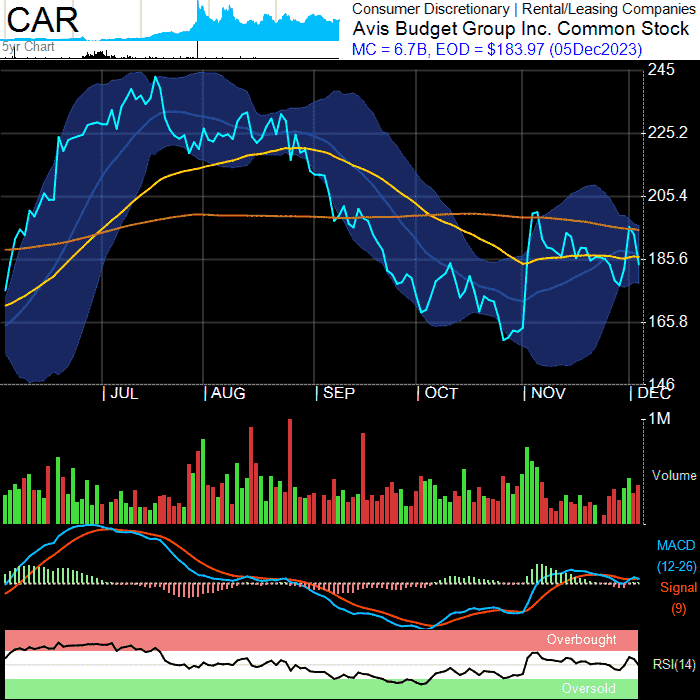 CAR
5yr Chart
Consumer Discretionary | Rental/Leasing Companies
Avis Budget Group Inc. Common Stock
MC = 6.7B, EOD = $183.97 (05Dec2023)
245
225.2
205.4
185.6
165.8
146
JUL
AUG
SEP
OCT
NOV
DEC
1M
Volume
MACD
(12-26)
Signal
(9)
Overbought
RSI(14)
Oversold